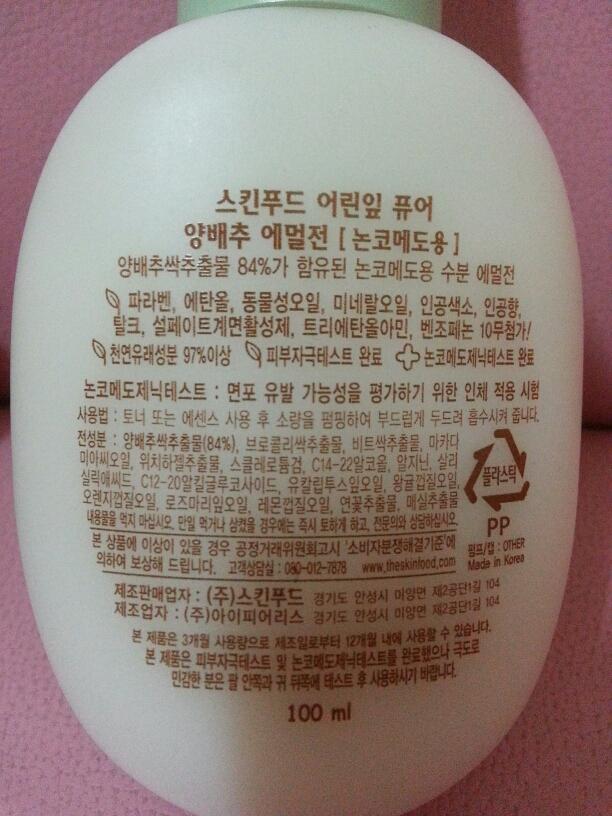 스킨푸드 어린잎 퓨어
양배추 에멀전 [ 논코메도용 ]
양배추싹추출물 84%가 함유된 논코메도용 수분 에멀전
파라벤, 에탄올, 동물성오일, 미네랄오일, 인공색소, 인공향,
탈크, 설페이트계면활성제, 트리에탄올아민, 벤조페논 10무첨가!
천연유래성분 97%이상 피부자극테스트 완료 논코메도제닉테스트 완료
논코메도제닉테스트 : 면포 유발 가능성을 평가하기 위한 인체 적용 시험
사용법 : 토너 또는 에센스 사용 후 소량을 펌핑하여 부드럽게 두드려 흡수시켜 줍니다.
전성분 : 양배추싹추출물(84%), 브로콜리싹추출물, 비트싹추출물, 마카다
미아씨오일, 위치하젤추출물, 스클레로튬검, C14-22알코올, 알지닌, 살리
실릭애씨드, C12-20알킬글루코사이드, 유칼립투스잎오일, 왕귤껍질오일,
오렌지껍질오일, 로즈마리잎오일, 레몬껍질오일, 연꽃추출물, 매실추출물
내용물을 먹지 마십시오. 만일 먹거나 삼켰을 경우에는 즉시 토하게 하고, 전문의와 상담하십시오.
본 상품에 이상이 있을 경우 공정거래위원회고시 '소비자분쟁해결기준'에
의하여 보상해 드립니다. 고객상담실 : 080-012-7878 www.theskinfood.com
플라스틱
PP
펌프/캡 : OTHER
Made in Korea
제조판매업자 : (주)스킨푸드 경기도 안성시 미양면 제2공단1길 104
제조업자 : (주)아이피어리스 경기도 안성시 미양면 제2공단1길 104
본 제품은 3개월 사용량으로 제조일로부터 12개월 내에 사용할 수 있습니다.
본 제품은 피부자극테스트 및 논코메도제닉테스트를 완료했으나 극도로
민감한 분은 팔 안쪽과 귀 뒤쪽에 테스트 후 사용하시기 바랍니다.
100 ml